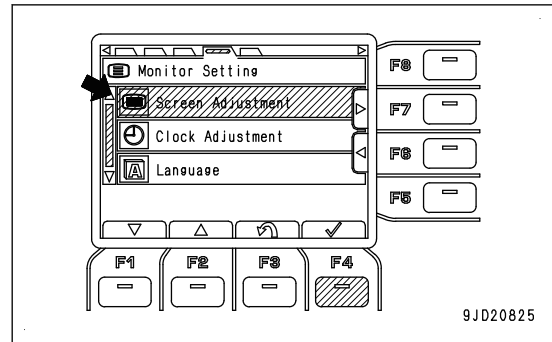 Monitor Setting
Screen Adjustment
Clock Adjustment
A Language
F8
F7
F6
F5
F1
F2
F3
F4
9JD20825